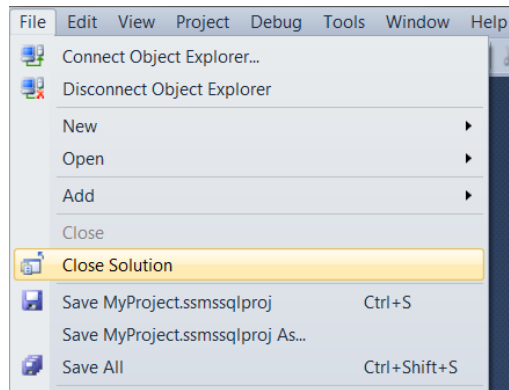 File Edit View Project Debug Tools Window Help
Connect Object Explorer...
Disconnect Object Explorer
New
Open
Add
Close
Close Solution
Save MyProject.ssmssqlproj Ctrl+S
Save MyProject.ssmssqlproj As...
Save All Ctrl+Shift+S